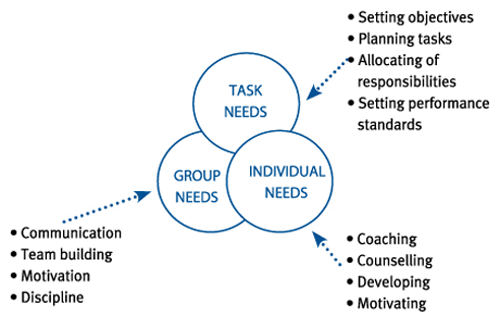 • Setting objectives
• Planning tasks
• Allocating of
responsibilities
• Setting performance
standards
TASK
NEEDS
GROUP
NEEDS
INDIVIDUAL
NEEDS
• Communication
• Team building
• Motivation
• Discipline
• Coaching
• Counselling
• Developing
• Motivating